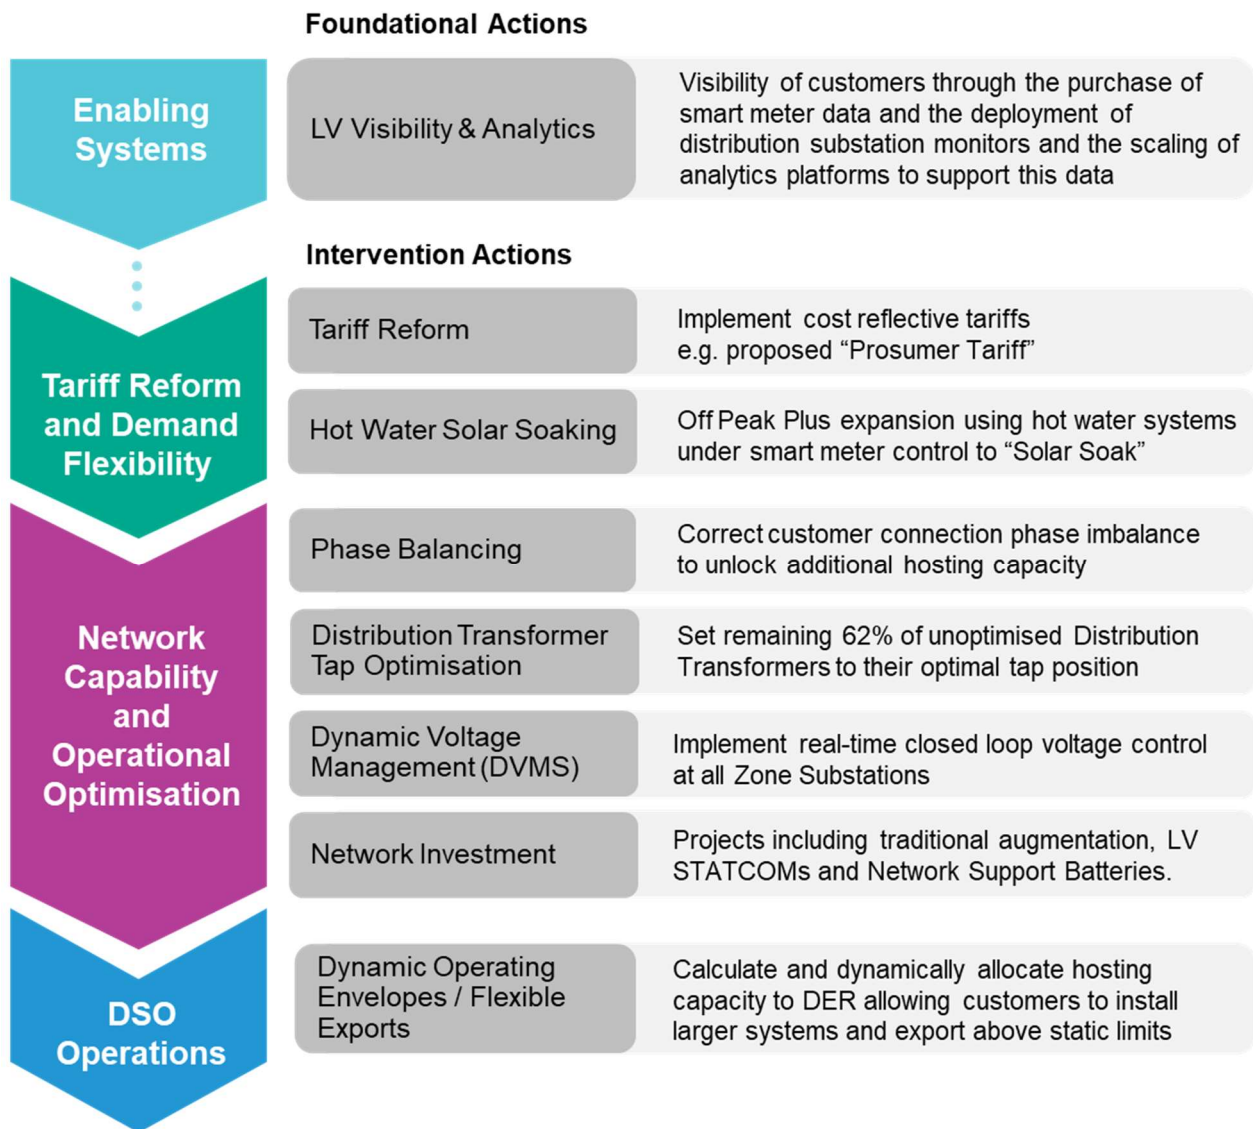 Foundational Actions
Enabling
Systems
LV Visibility & Analytics
Visibility of customers through the purchase of
smart meter data and the deployment of
distribution substation monitors and the scaling of
analytics platforms to support this data
Intervention Actions
Tariff Reform
and Demand
Flexibility
Tariff Reform
Implement cost reflective tariffs
e.g. proposed “Prosumer Tariff”
Hot Water Solar Soaking
Off Peak Plus expansion using hot water systems
under smart meter control to “Solar Soak”
Network
Capability
and
Operational
Optimisation
Phase Balancing
Correct customer connection phase imbalance
to unlock additional hosting capacity
Distribution Transformer
Tap Optimisation
Set remaining 62% of unoptimised Distribution
Transformers to their optimal tap position
Dynamic Voltage
Management (DVMS)
Implement real-time closed loop voltage control
at all Zone Substations
Network Investment
Projects including traditional augmentation, LV
STATCOMs and Network Support Batteries.
DSO
Operations
Dynamic Operating
Envelopes / Flexible
Exports
Calculate and dynamically allocate hosting
capacity to DER allowing customers to install
larger systems and export above static limits